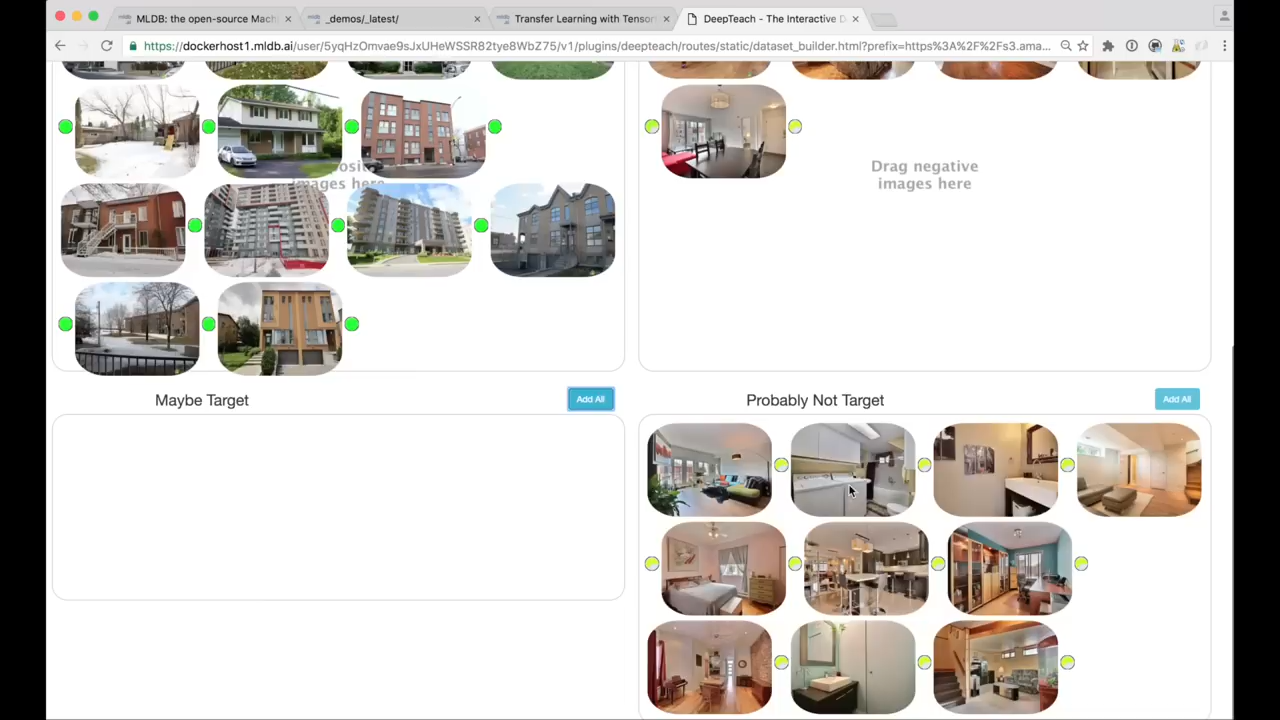 MLDB: the open-source Mach
_demos/_latest/
Transfer Learning with Tensor
DeepTeach - The Interactive D
https://dockerhost1.mldb.ai/user/5yqHzOmvae9sJxUHeWSSR82tye8WbZ75/v1/plugins/deepteach/routes/static/dataset_builder.html?prefix=https%3A%2F%2Fs3.ama...
images here
Drag negative
images here
Maybe Target
Add All
Probably Not Target
Add All